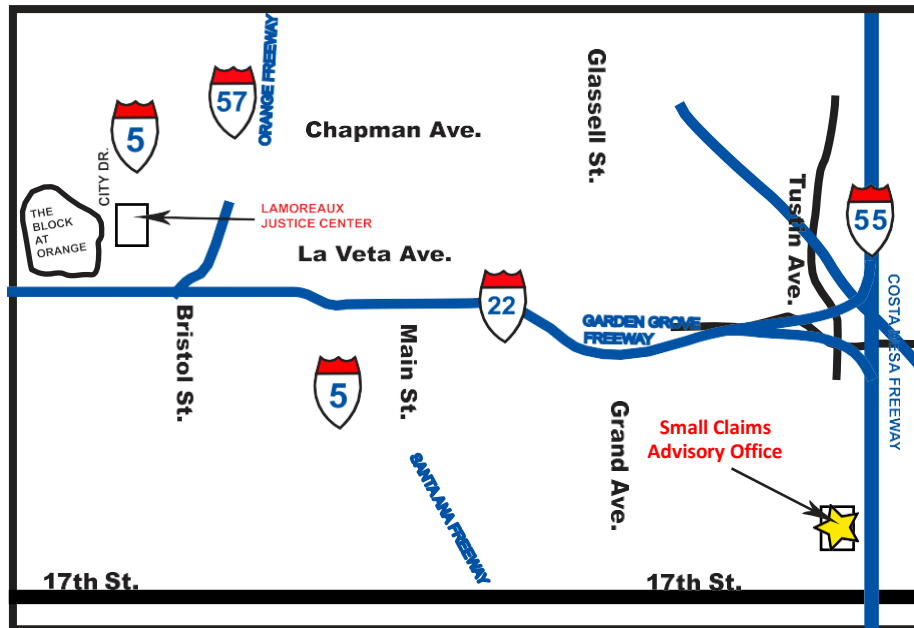 57
ORANGE FREEWAY
Glassell St.
5
Chapman Ave.
CITY DR.
THE
BLOCK
AT
ORANGE
LAMOREAUX
JUSTICE CENTER
Tustin Ave.
55
La Veta Ave.
22
Bristol St.
GARDEN GROVE
FREEWAY
COSTA MESA FREEWAY
Main St.
5
Grand Ave.
Small Claims
Advisory Office
SANTA ANA FREEWAY
17th St.
17th St.